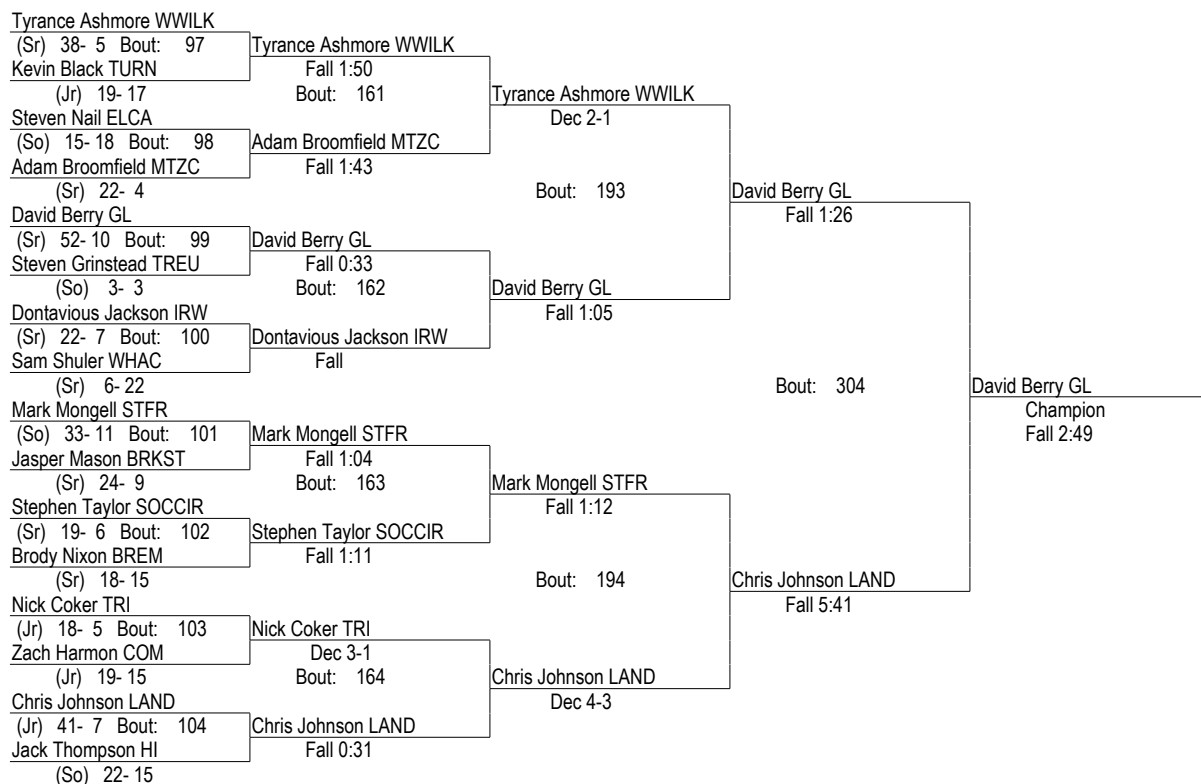 Tyrance Ashmore WWILK
(Sr) 38- 5 Bout: 97
Kevin Black TURN
(Jr) 19- 17
Steven Nail ELCA
(So) 15- 18 Bout: 98
Adam Broomfield MTZC
(Sr) 22- 4
David Berry GL
(Sr) 52- 10 Bout: 99
Steven Grinstead TREU
(So) 3- 3
Dontavious Jackson IRW
(Sr) 22- 7 Bout: 100
Sam Shuler WHAC
(Sr) 6- 22
Mark Mongell STFR
(So) 33- 11 Bout: 101
Jasper Mason BRKST
(Sr) 24- 9
Stephen Taylor SOCCIR
(Sr) 19- 6 Bout: 102
Brody Nixon BREM
(Sr) 18- 15
Nick Coker TRI
(Jr) 18- 5 Bout: 103
Zach Harmon COM
(Jr) 19- 15
Chris Johnson LAND
(Jr) 41- 7 Bout: 104
Jack Thompson HI
(So) 22- 15
Tyrance Ashmore WWILK
Fall 1:50
Bout: 161
Adam Broomfield MTZC
Fall 1:43
David Berry GL
Fall 0:33
Bout: 162
Dontavious Jackson IRW
Fall
Mark Mongell STFR
Fall 1:04
Bout: 163
Stephen Taylor SOCCIR
Fall 1:11
Nick Coker TRI
Dec 3-1
Bout: 164
Chris Johnson LAND
Fall 0:31
Tyrance Ashmore WWILK
Dec 2-1
Bout: 193
David Berry GL
Fall 1:05
Mark Mongell STFR
Fall 1:12
Bout: 194
Chris Johnson LAND
Dec 4-3
David Berry GL
Fall 1:26
Bout: 304
Chris Johnson LAND
Fall 5:41
David Berry GL
Champion
Fall 2:49